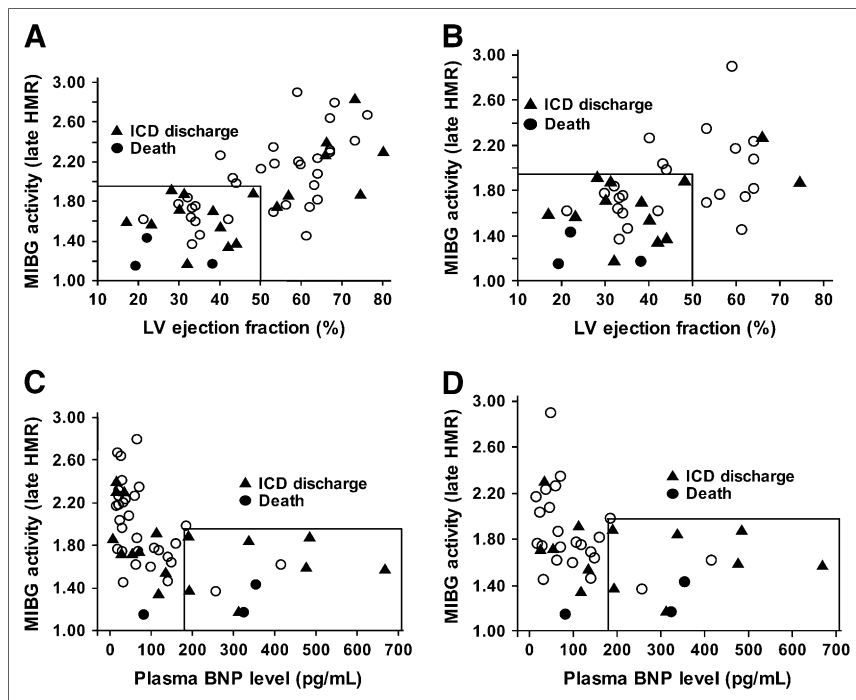 A
MIBG activity (late HMR)
3.00
2.60
2.20
1.80
1.40
1.00
ICD discharge
Death
10 20 30 40 50 60 70 80
LV ejection fraction (%)
B
MIBG activity (late HMR)
3.00
2.60
2.20
1.80
1.40
1.00
ICD discharge
Death
10 20 30 40 50 60 70 80
LV ejection fraction (%)
C
MIBG activity (late HMR)
3.00
2.60
2.20
1.80
1.40
1.00
ICD discharge
Death
0 100 200 300 400 500 600 700
Plasma BNP level (pg/mL)
D
MIBG activity (late HMR)
3.00
2.60
2.20
1.80
1.40
1.00
ICD discharge
Death
0 100 200 300 400 500 600 700
Plasma BNP level (pg/mL)